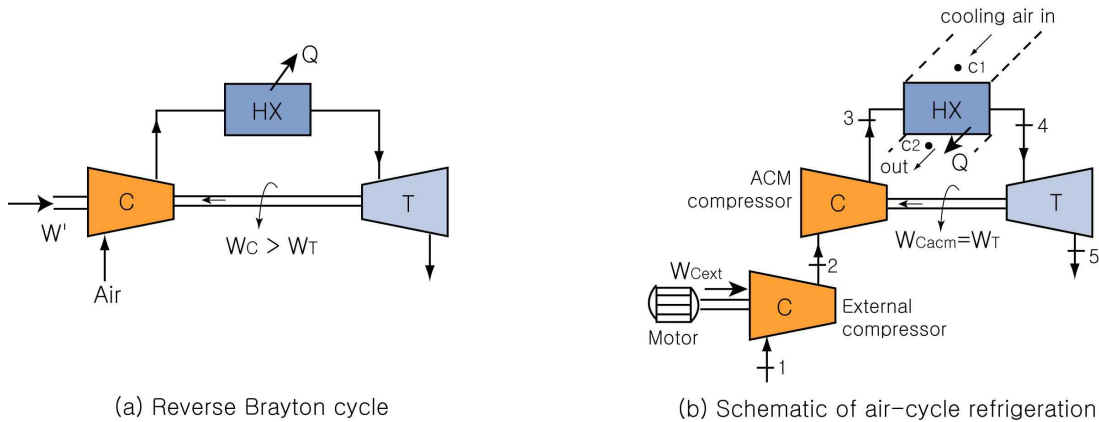 Q
HX
C
T
W'
WC > WT
Air
(a) Reverse Brayton cycle
cooling air in
C1
HX
3
4
C2
out
Q
ACM
compressor
C
T
WCacm=WT
2
5
WCext
C
Motor
External
compressor
1
(b) Schematic of air-cycle refrigeration